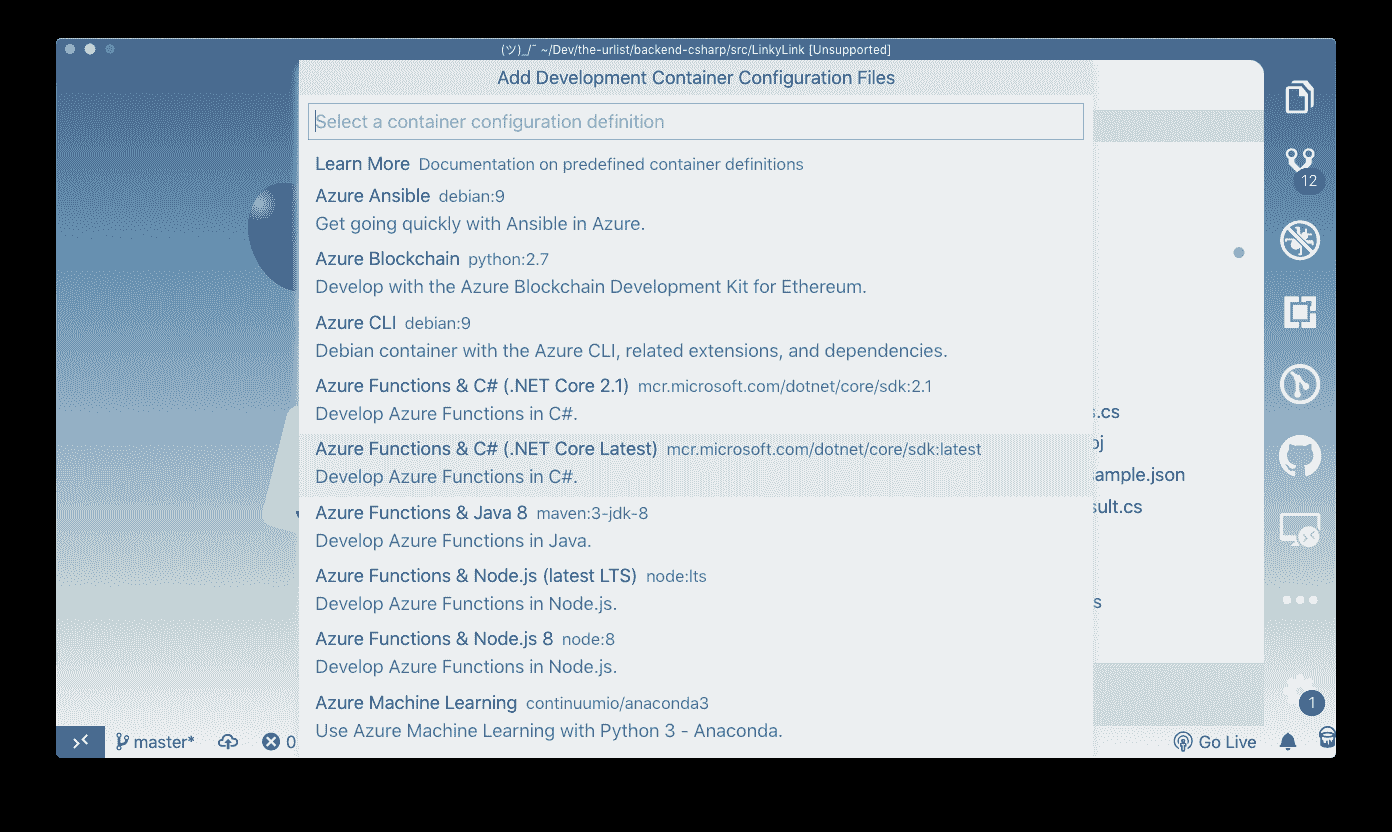 (ツ)_/¯ ~/Dev/the-urlist/backend-csharp/src/LinkyLink [Unsupported]
Add Development Container Configuration Files
Select a container configuration definition
Learn More Documentation on predefined container definitions
Azure Ansible debian:9
Get going quickly with Ansible in Azure.
Azure Blockchain python:2.7
Develop with the Azure Blockchain Development Kit for Ethereum.
Azure CLI debian:9
Debian container with the Azure CLI, related extensions, and dependencies.
Azure Functions & C# (.NET Core 2.1) mcr.microsoft.com/dotnet/core/sdk:2.1
Develop Azure Functions in C#.
Azure Functions & C# (.NET Core Latest) mcr.microsoft.com/dotnet/core/sdk:latest
Develop Azure Functions in C#.
Azure Functions & Java 8 maven:3-jdk-8
Develop Azure Functions in Java.
Azure Functions & Node.js (latest LTS) node:lts
Develop Azure Functions in Node.js.
Azure Functions & Node.js 8 node:8
Develop Azure Functions in Node.js.
Azure Machine Learning continuumio/anaconda3
Use Azure Machine Learning with Python 3 - Anaconda.
s.cs
oj
ample.json
sult.cs
s
12
1
master*
0
Go Live